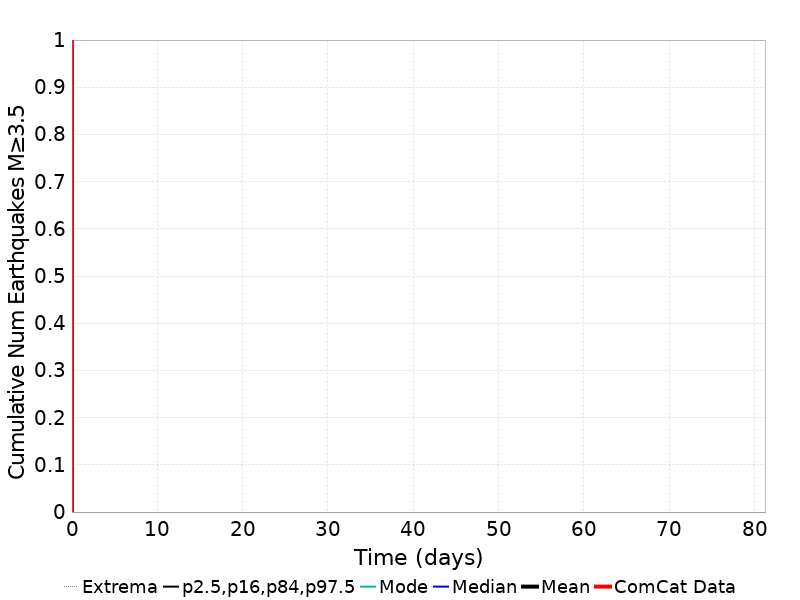 Cumulative Num Earthquakes M≥3.5
1
0.9
0.8
0.7
0.6
0.5
0.4
0.3
0.2
0.1
0
0 10 20 30 40 50 60 70 80
Time (days)
Extrema p2.5,p16,p84,p97.5 Mode Median Mean ComCat Data